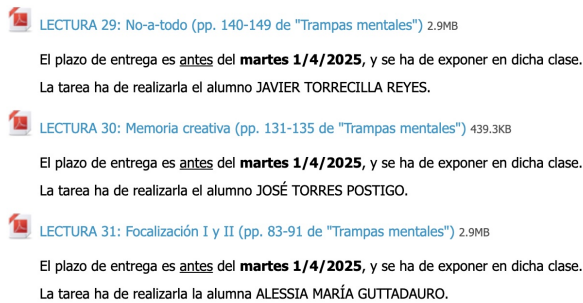 LECTURA 29: No-a-todo (pp. 140-149 de "Trampas mentales") 2.9MB
El plazo de entrega es antes del martes 1/4/2025, y se ha de exponer en dicha clase.
La tarea ha de realizarla el alumno JAVIER TORRECILLA REYES.
LECTURA 30: Memoria creativa (pp. 131-135 de "Trampas mentales") 439.3KB
El plazo de entrega es antes del martes 1/4/2025, y se ha de exponer en dicha clase.
La tarea ha de realizarla el alumno JOSÉ TORRES POSTIGO.
LECTURA 31: Focalización I y II (pp. 83-91 de "Trampas mentales") 2.9MB
El plazo de entrega es antes del martes 1/4/2025, y se ha de exponer en dicha clase.
La tarea ha de realizarla la alumna ALESSIA MARÍA GUTTADAURO.